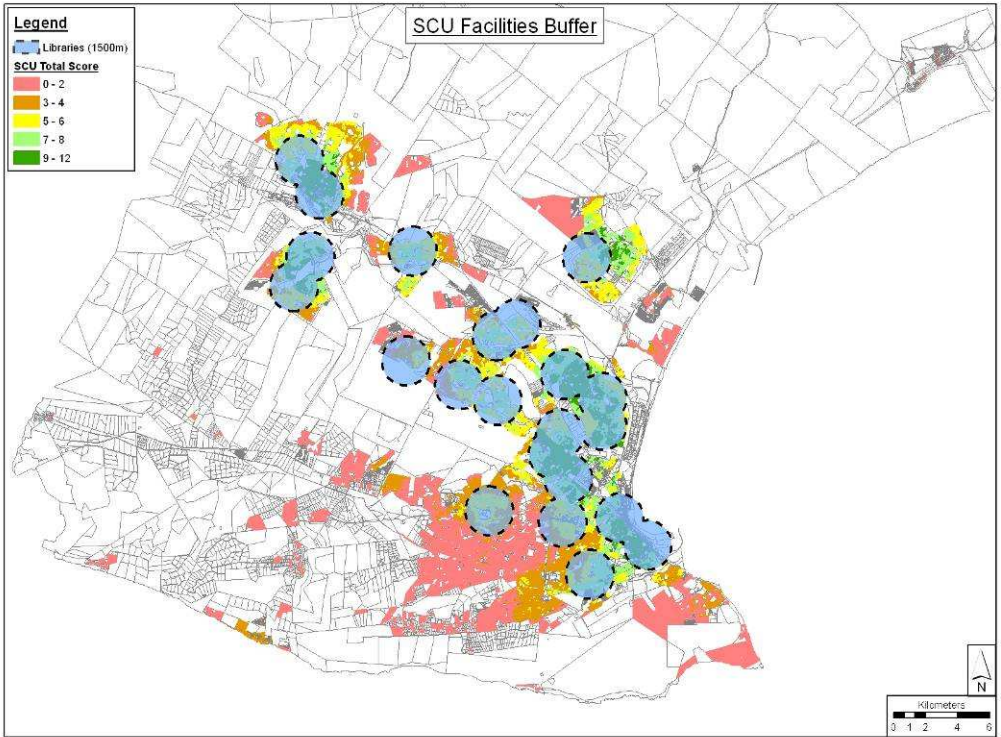 SCU Facilities Buffer
Legend
Libraries (1500m)
SCU Total Score
0 - 2
3 - 4
5 - 6
7 - 8
9 - 12
N
Kilometers
0 1 2 4 6